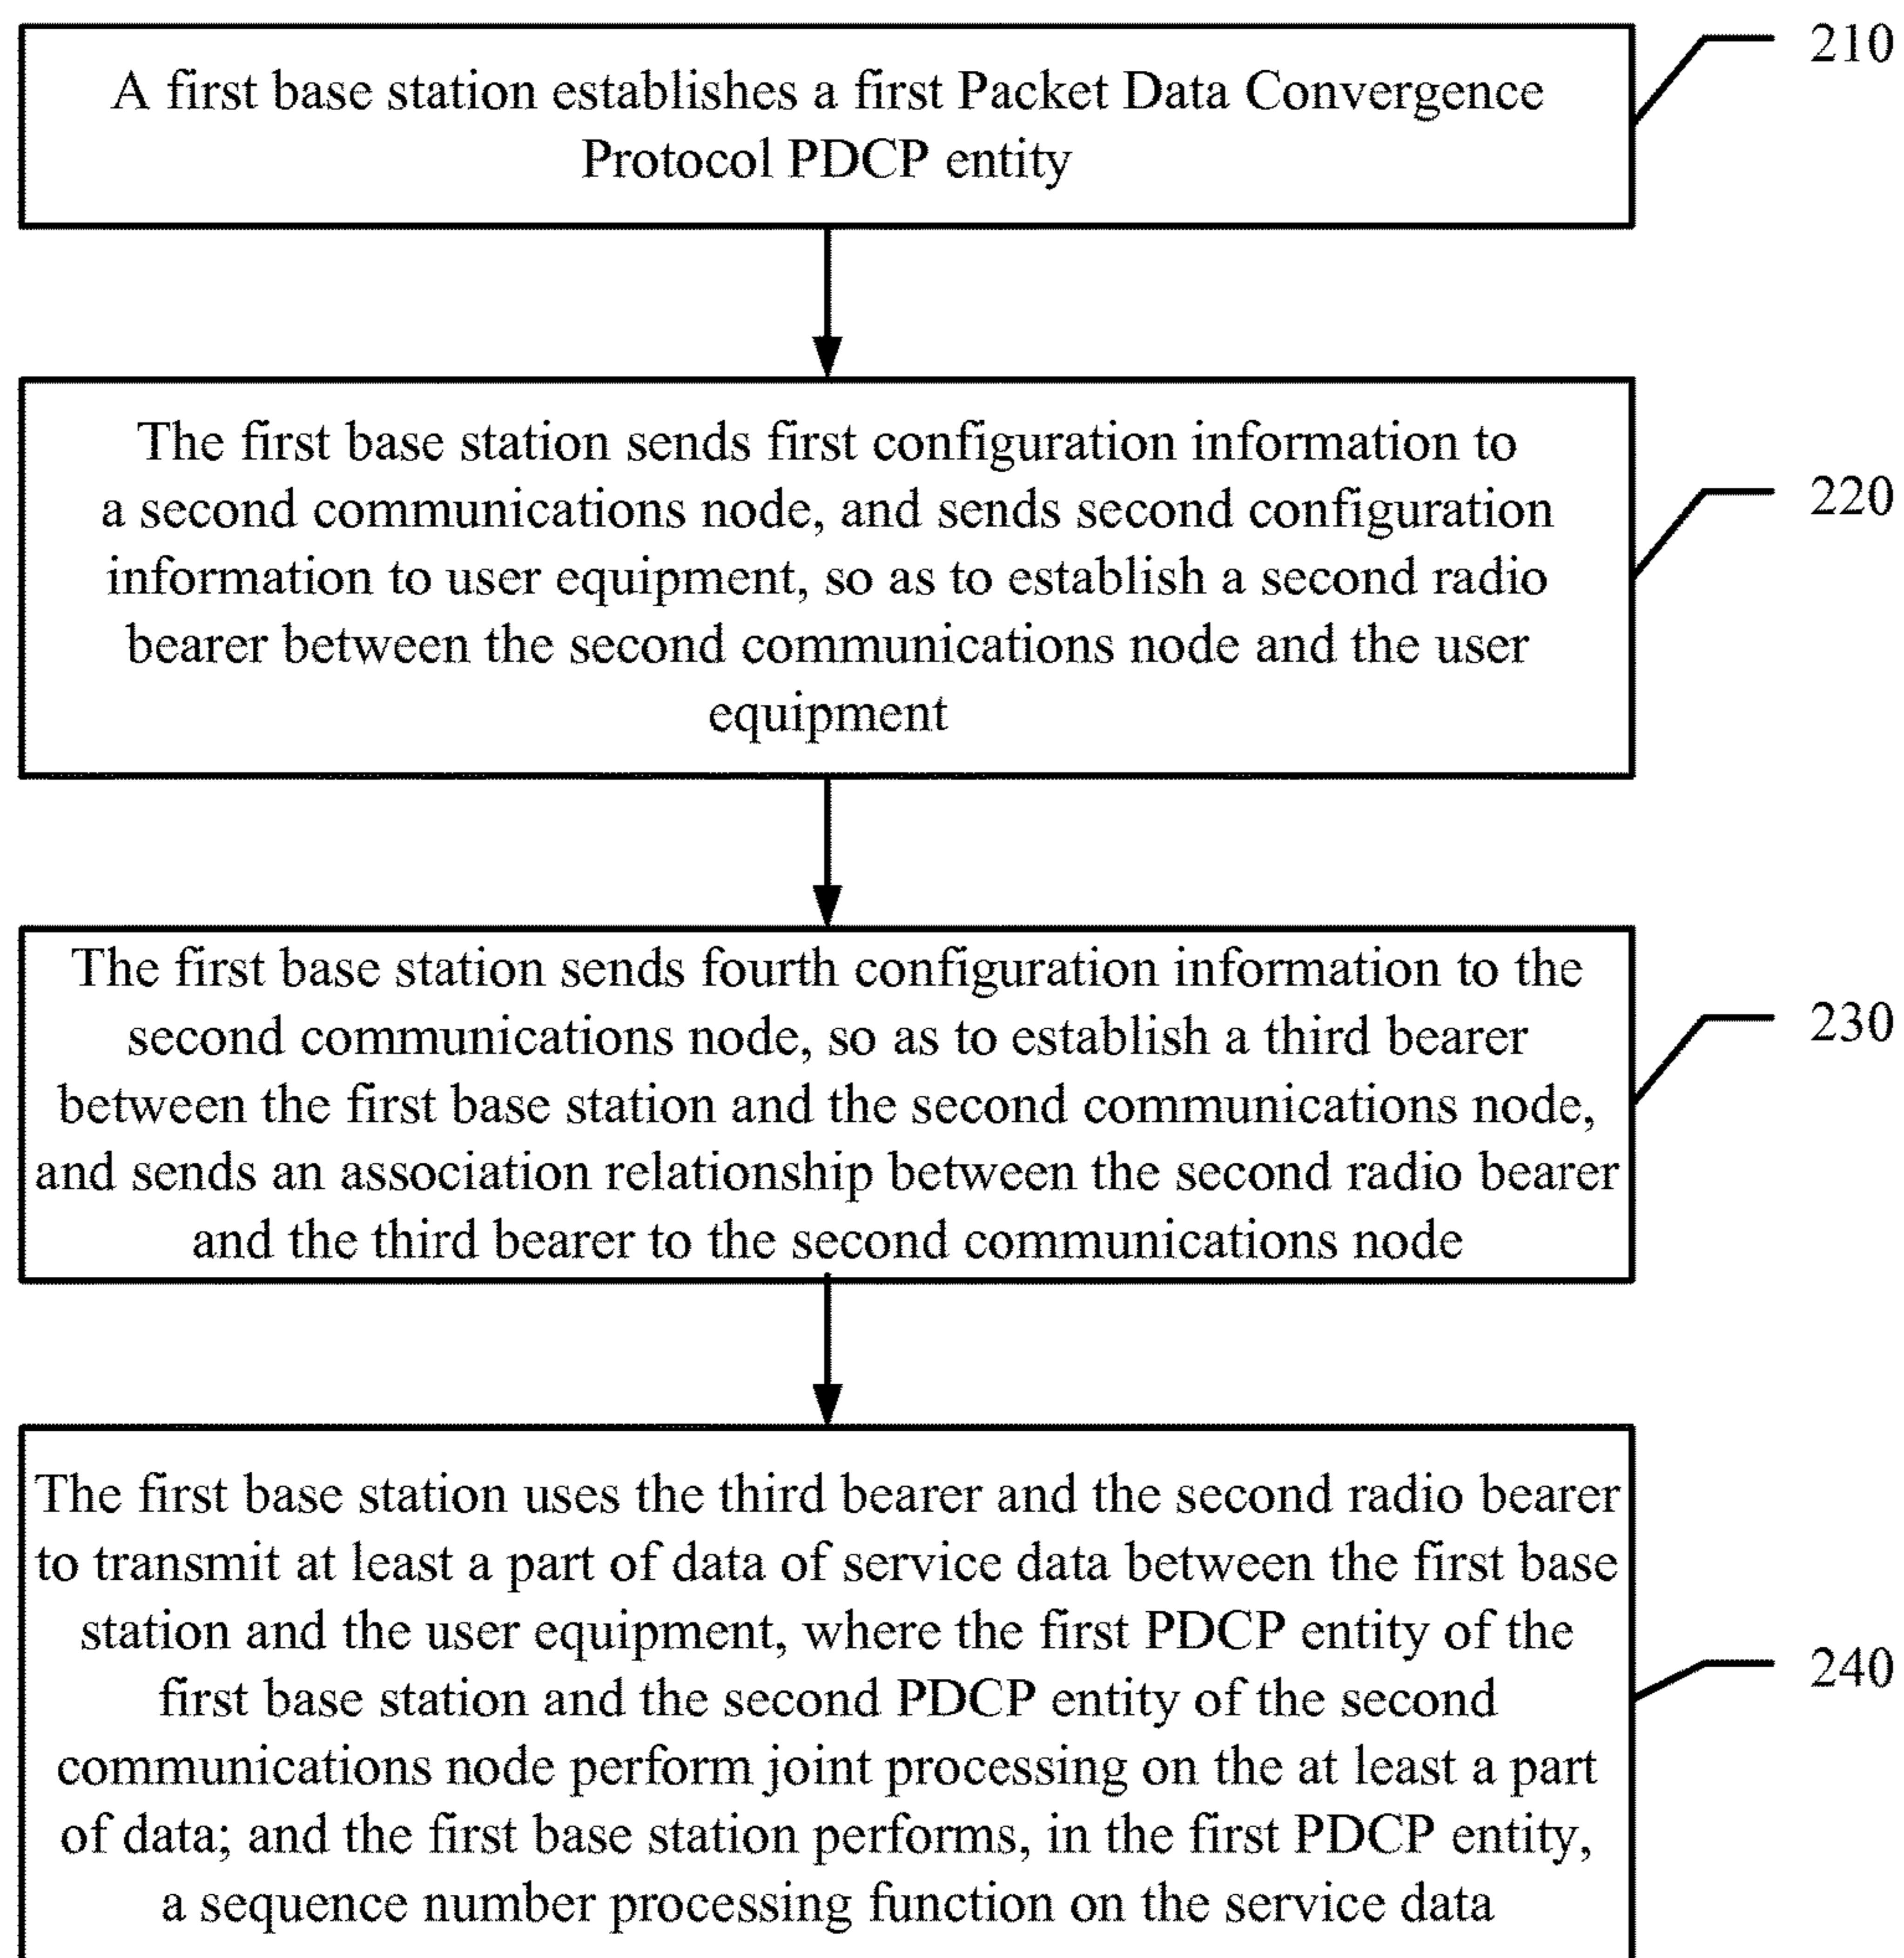 A first base station establishes a first Packet Data Convergence
Protocol PDCP entity
210
The first base station sends first configuration information to
a second communications node, and sends second configuration
information to user equipment, so as to establish a second radio
bearer between the second communications node and the user
equipment
220
The first base station sends fourth configuration information to the
second communications node, so as to establish a third bearer
between the first base station and the second communications node,
and sends an association relationship between the second radio bearer
and the third bearer to the second communications node
230
The first base station uses the third bearer and the second radio bearer
to transmit at least a part of data of service data between the first base
station and the user equipment, where the first PDCP entity of the
first base station and the second PDCP entity of the second
communications node perform joint processing on the at least a part
of data; and the first base station performs, in the first PDCP entity,
a sequence number processing function on the service data
240